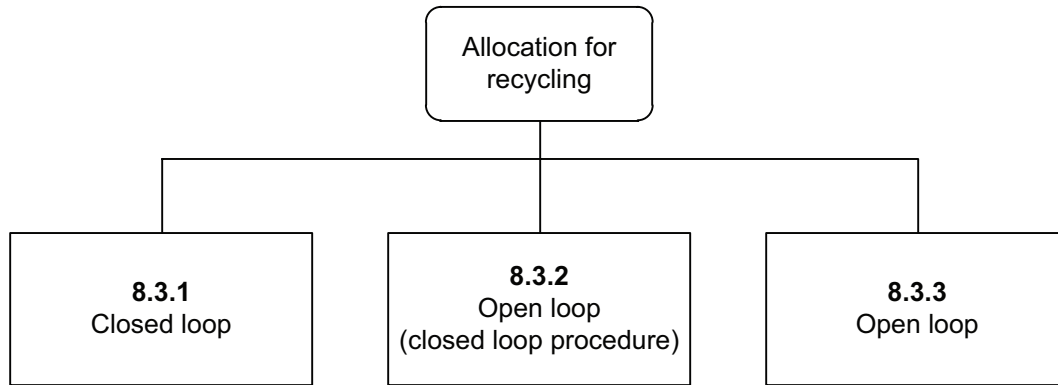 Allocation for
recycling
8.3.1
Closed loop
8.3.2
Open loop
(closed loop procedure)
8.3.3
Open loop